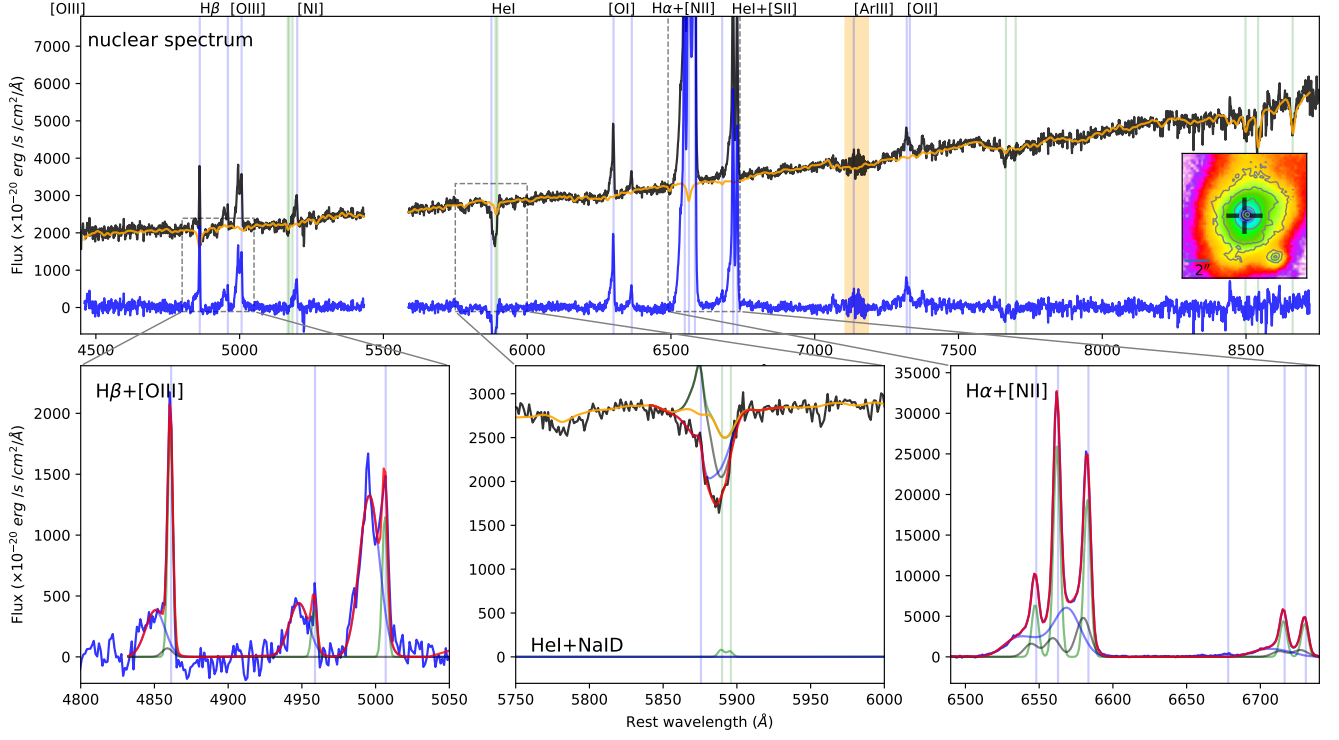 [OIII] Hβ [OIII] [NI] HeI [OI] Hα+[NII] HeI+[SII] [ArIII] [OII]
nuclear spectrum
Flux (×10⁻²⁰ erg /s /cm²/Å)
7000
6000
5000
4000
3000
2000
1000
0
2"
4500 5000 5500 6000 6500 7000 7500 8000 8500
Hβ+[OIII]
Flux (×10⁻²⁰ erg /s /cm²/Å)
2000
1500
1000
500
0
4800 4850 4900 4950 5000 5050
3000
2500
2000
1500
1000
500
0
HeI+NaID
5750 5800 5850 5900 5950 6000
Rest wavelength (Å)
Hα+[NII]
35000
30000
25000
20000
15000
10000
5000
0
6500 6550 6600 6650 6700